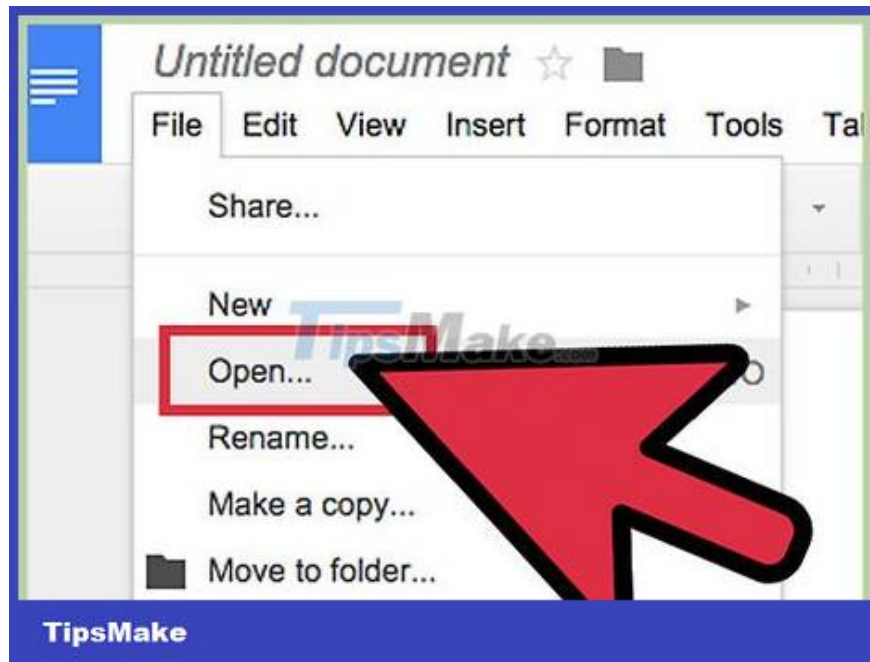 Untitled document
File Edit View Insert Format Tools
Share...
New
TipsMake.com
Open... O
Rename...
Make a copy...
Move to folder...
TipsMake